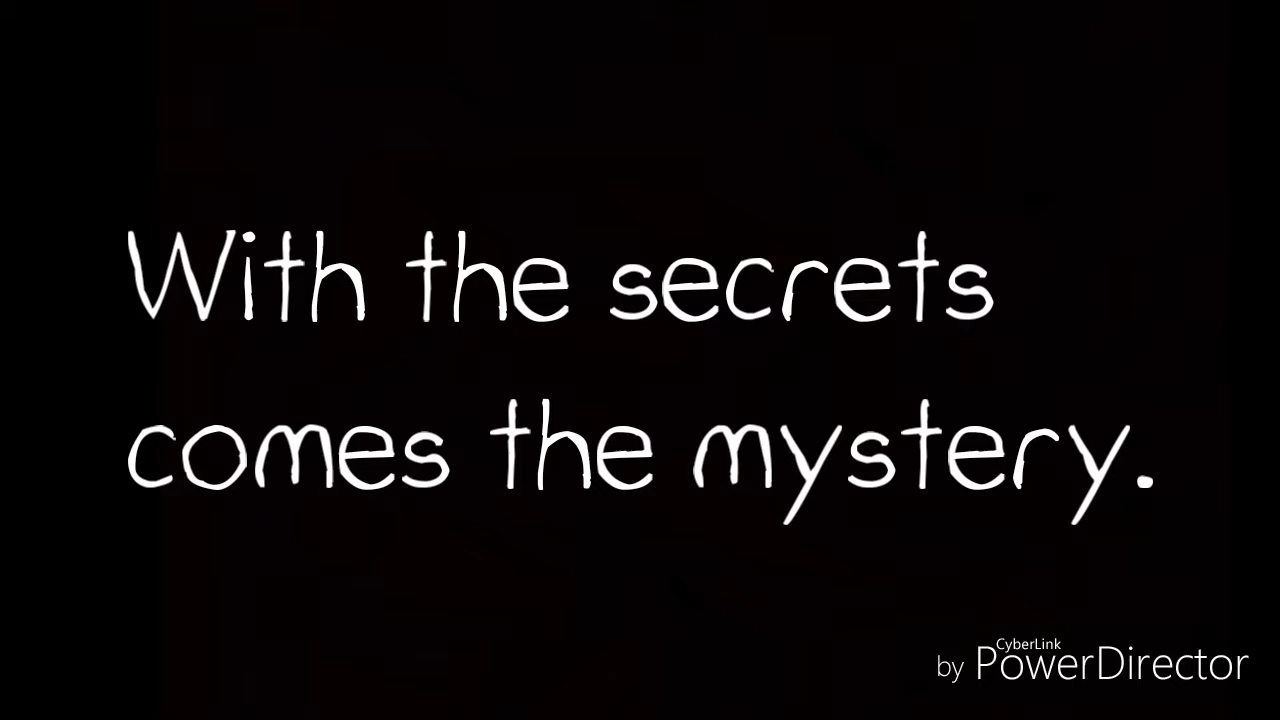 With the secrets
comes the mystery.
CyberLink
by PowerDirector